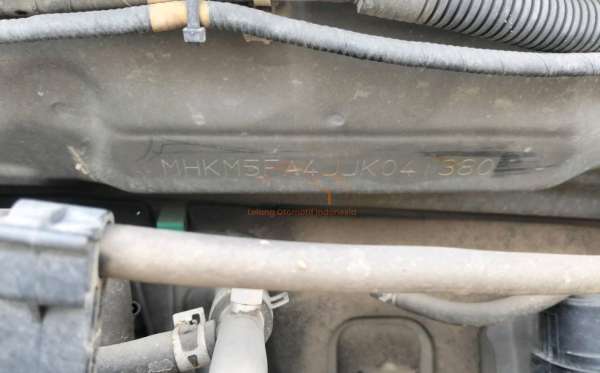 MHKM5FA4JJK041380
Lelang Otomotif Indonesia